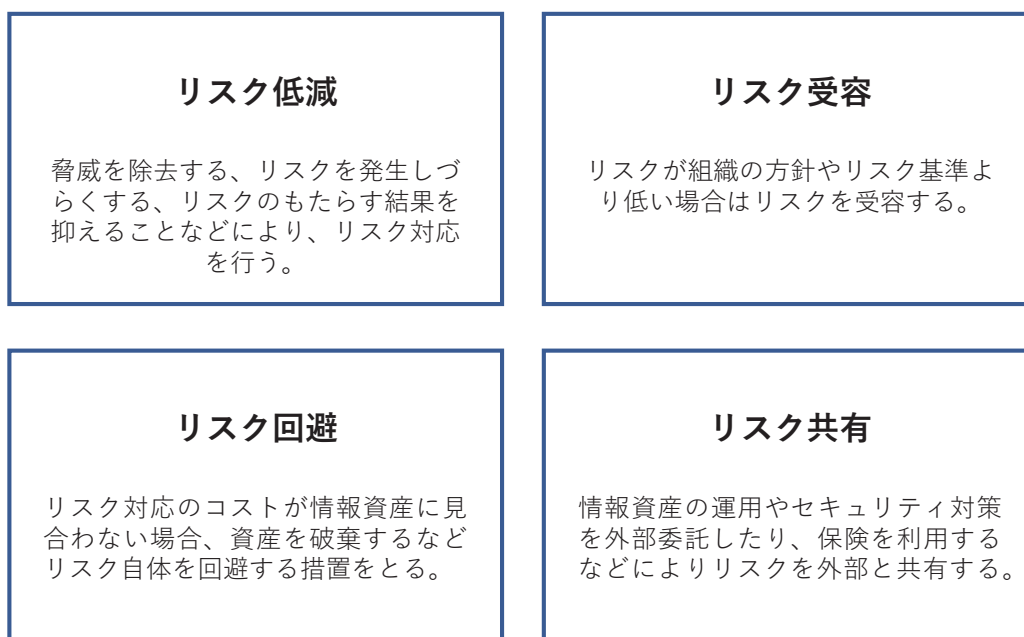 リスク低減
脅威を除去する、リスクを発生しづ
らくする、リスクのもたらす結果を
抑えることなどにより、リスク対応
を行う。
リスク受容
リスクが組織の方針やリスク基準よ
り低い場合はリスクを受容する。
リスク回避
リスク対応のコストが情報資産に見
合わない場合、資産を破棄するなど
リスク自体を回避する措置をとる。
リスク共有
情報資産の運用やセキュリティ対策
を外部委託したり、保険を利用する
などによりリスクを外部と共有する。